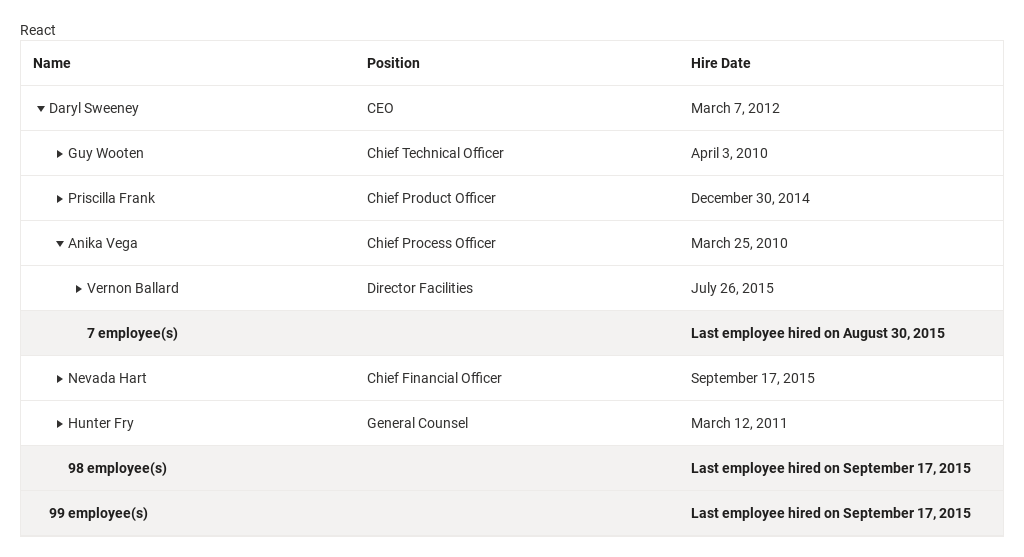 React
Name Position Hire Date
Daryl Sweeney CEO March 7, 2012
Guy Wooten Chief Technical Officer April 3, 2010
Priscilla Frank Chief Product Officer December 30, 2014
Anika Vega Chief Process Officer March 25, 2010
Vernon Ballard Director Facilities July 26, 2015
7 employee(s) Last employee hired on August 30, 2015
Nevada Hart Chief Financial Officer September 17, 2015
Hunter Fry General Counsel March 12, 2011
98 employee(s) Last employee hired on September 17, 2015
99 employee(s) Last employee hired on September 17, 2015